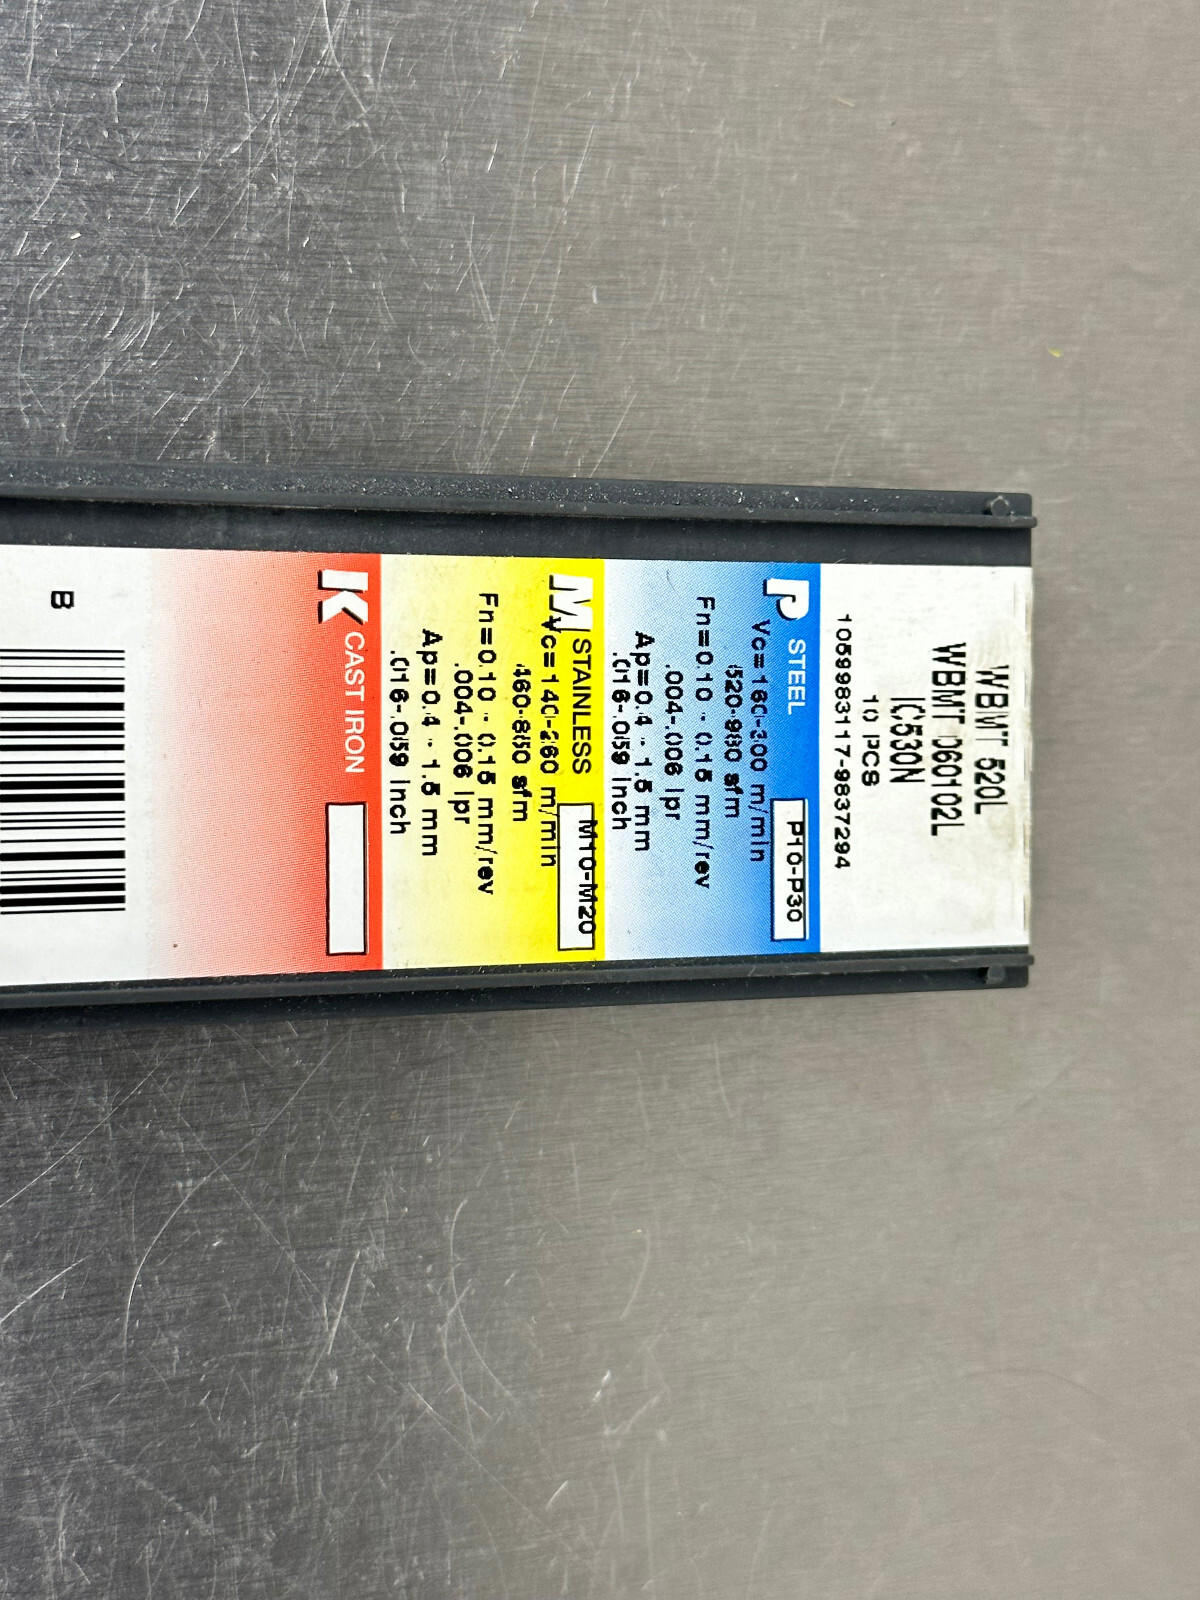 WBMT 520L
WBMT 060102L
IC530N
10 PCS
1059983117-9837294
P STEEL P10-P30
Vc=160-300 m/min
520-980 sfm
Fn=0.10 - 0.15 mm/rev
.004-.006 ipr
Ap=0.4 - 1.5 mm
.016-.059 inch
M STAINLESS M10-M20
Vc=140-260 m/min
460-850 sfm
Fn=0.10 - 0.15 mm/rev
.004-.006 ipr
Ap=0.4 - 1.5 mm
.016-.059 inch
K CAST IRON
B